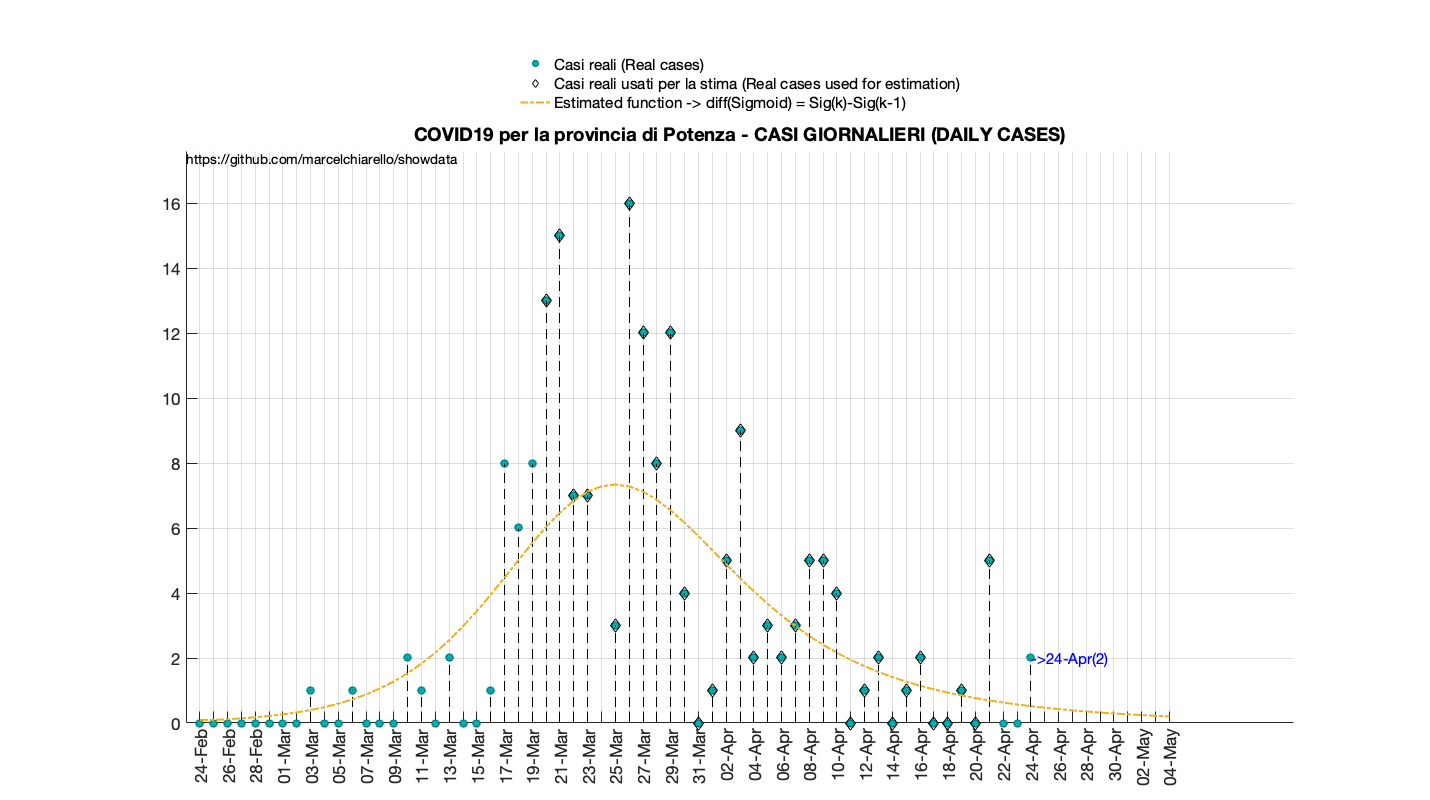 Casi reali (Real cases)
Casi reali usati per la stima (Real cases used for estimation)
Estimated function -> diff(Sigmoid) = Sig(k)-Sig(k-1)
COVID19 per la provincia di Potenza - CASI GIORNALIERI (DAILY CASES)
https://github.com/marcelchiarello/showdata
16
14
12
10
8
6
4
2
0
->24-Apr(2)
24-Feb
26-Feb
28-Feb
01-Mar
03-Mar
05-Mar
07-Mar
09-Mar
11-Mar
13-Mar
15-Mar
17-Mar
19-Mar
21-Mar
23-Mar
25-Mar
27-Mar
29-Mar
31-Mar
02-Apr
04-Apr
06-Apr
08-Apr
10-Apr
12-Apr
14-Apr
16-Apr
18-Apr
20-Apr
22-Apr
24-Apr
26-Apr
28-Apr
30-Apr
02-May
04-May